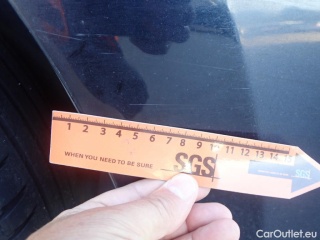 1 2 3 4 5 6 7 8 9 10 11 12 13 14
WHEN YOU NEED TO BE SURE
SGS
CarOutlet.eu